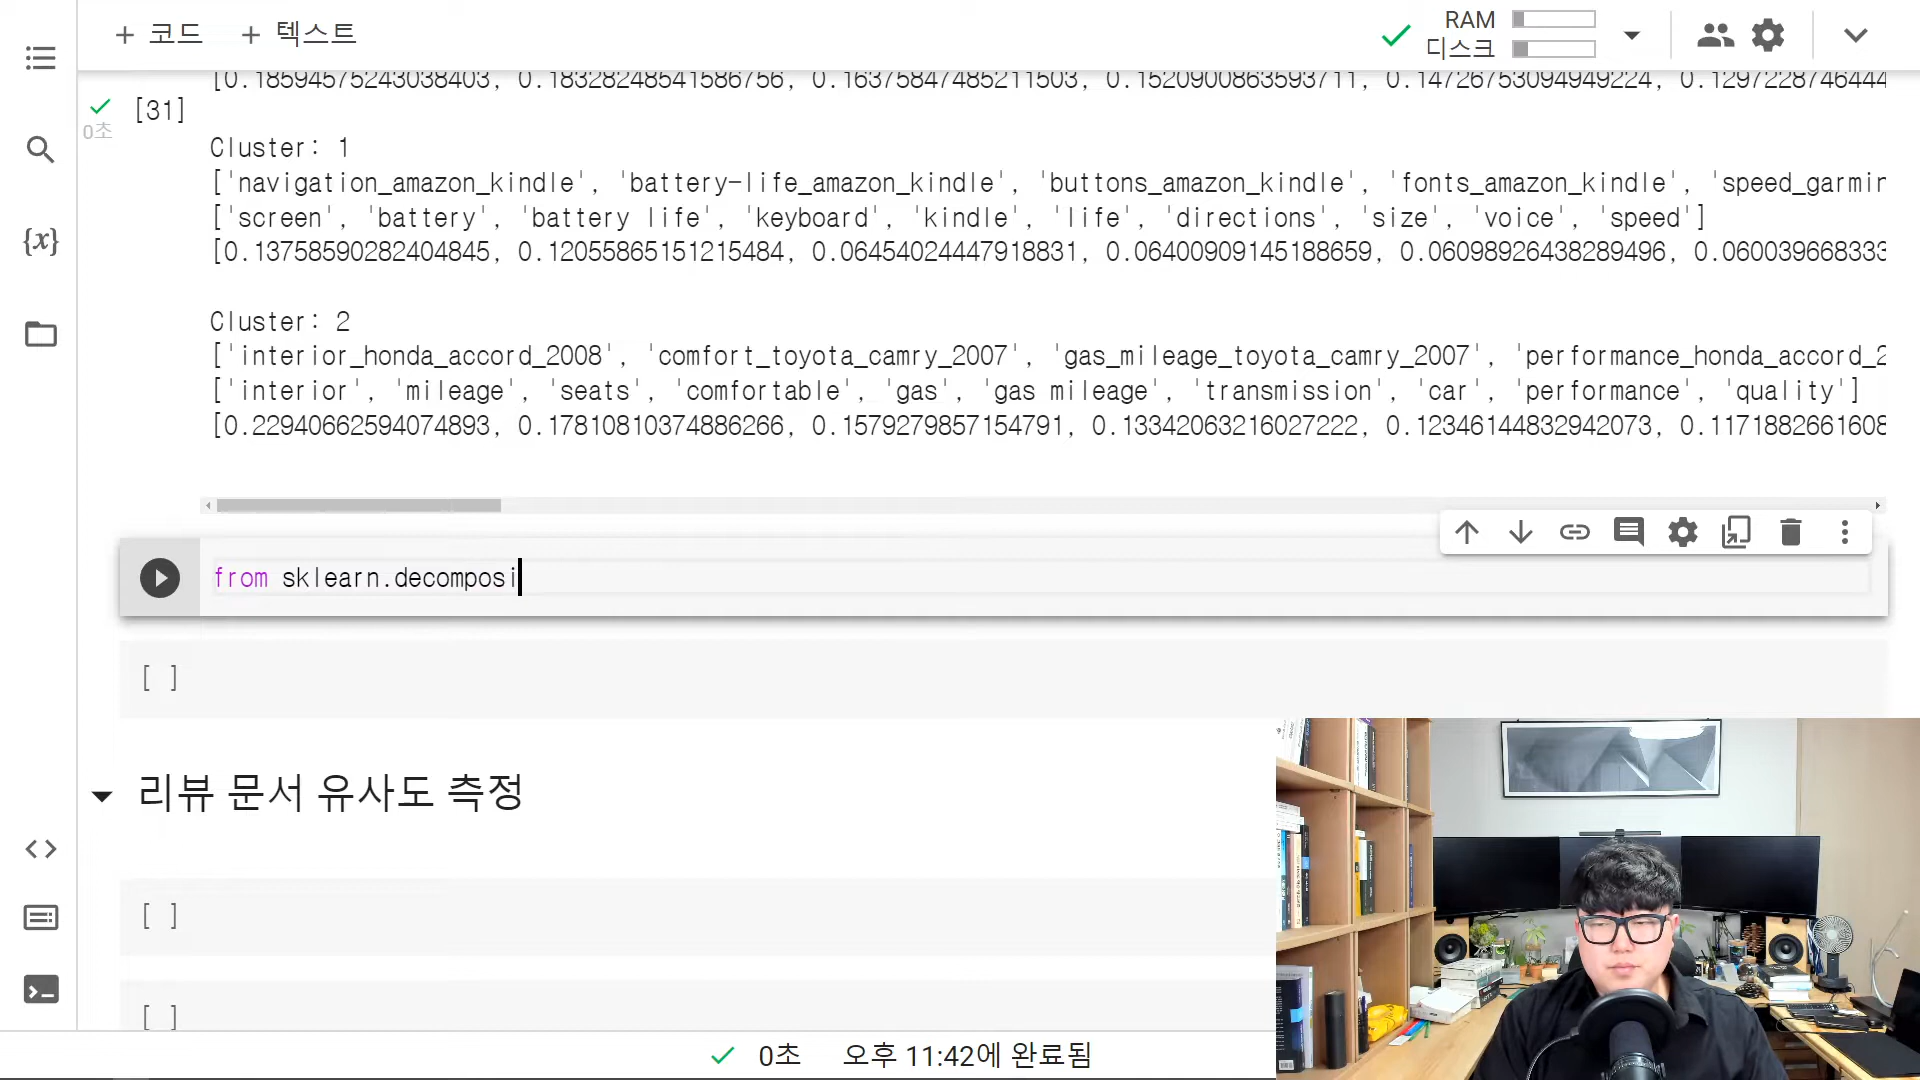 + 코드 + 텍스트
RAM
디스크
[0.18594575243038403, 0.18328248541586756, 0.16375847485211503, 0.1520900863593711, 0.14726753094949224, 0.1297228746444
[31]
0초
Cluster: 1
['navigation_amazon_kindle', 'battery-life_amazon_kindle', 'buttons_amazon_kindle', 'fonts_amazon_kindle', 'speed_garmin
['screen', 'battery', 'battery life', 'keyboard', 'kindle', 'life', 'directions', 'size', 'voice', 'speed']
[0.13758590282404845, 0.12055865151215484, 0.06454024447918831, 0.06400909145188659, 0.06098926438289496, 0.060039668333
Cluster: 2
['interior_honda_accord_2008', 'comfort_toyota_camry_2007', 'gas_mileage_toyota_camry_2007', 'performance_honda_accord_2
['interior', 'mileage', 'seats', 'comfortable', 'gas', 'gas mileage', 'transmission', 'car', 'performance', 'quality']
[0.22940662594074893, 0.17810810374886266, 0.1579279857154791, 0.13342063216027222, 0.12346144832942073, 0.1171882661608
from sklearn.decomposi
[ ]
리뷰 문서 유사도 측정
[ ]
[ ]
0초 오후 11:42에 완료됨